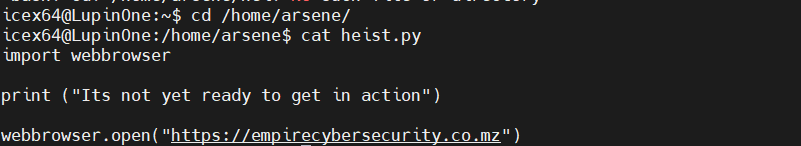 icex64@LupinOne:~$ cd /home/arsene/
icex64@LupinOne:/home/arsene$ cat heist.py
import webbrowser
print ("Its not yet ready to get in action")
webbrowser.open("https://empirecybersecurity.co.mz")